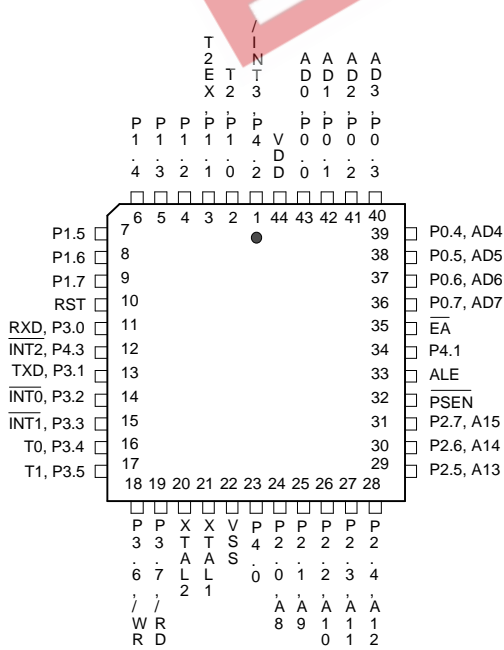 T2EX, P1.1
T2, P1.0
/INT3, P4.2
VDD
AD0, P0.0
AD1, P0.1
AD2, P0.2
AD3, P0.3
P1.4
P1.3
P1.2
6 5 4 3 2 1 44 43 42 41 40
P1.5 7
P1.6 8
P1.7 9
RST 10
RXD, P3.0 11
INT2, P4.3 12
TXD, P3.1 13
INT0, P3.2 14
INT1, P3.3 15
T0, P3.4 16
T1, P3.5 17
39 P0.4, AD4
38 P0.5, AD5
37 P0.6, AD6
36 P0.7, AD7
35 EA
34 P4.1
33 ALE
32 PSEN
31 P2.7, A15
30 P2.6, A14
29 P2.5, A13
18 19 20 21 22 23 24 25 26 27 28
P3.6, /WR
P3.7, /RD
XTAL2
XTAL1
VSS
P4.0
P2.0, A8
P2.1, A9
P2.2, A10
P2.3, A11
P2.4, A12